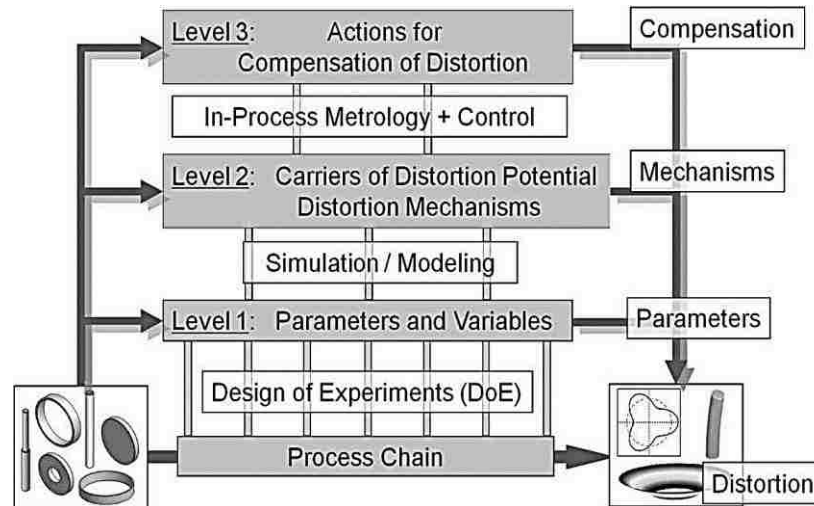 Level 3: Actions for
Compensation of Distortion
Compensation
In-Process Metrology + Control
Level 2: Carriers of Distortion Potential
Distortion Mechanisms
Mechanisms
Simulation / Modeling
Level 1: Parameters and Variables
Parameters
Design of Experiments (DoE)
Process Chain
Distortion